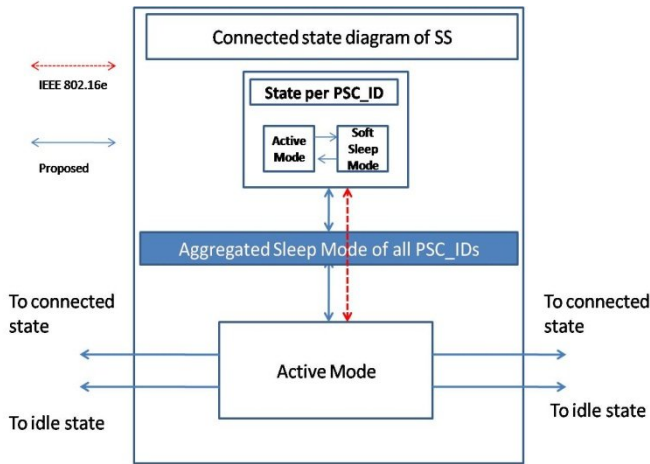 Connected state diagram of SS
IEEE 802.16e
State per PSC_ID
Active
Mode
Soft
Sleep
Mode
Proposed
Aggregated Sleep Mode of all PSC_IDs
To connected
state
To connected
state
Active Mode
To idle state
To idle state